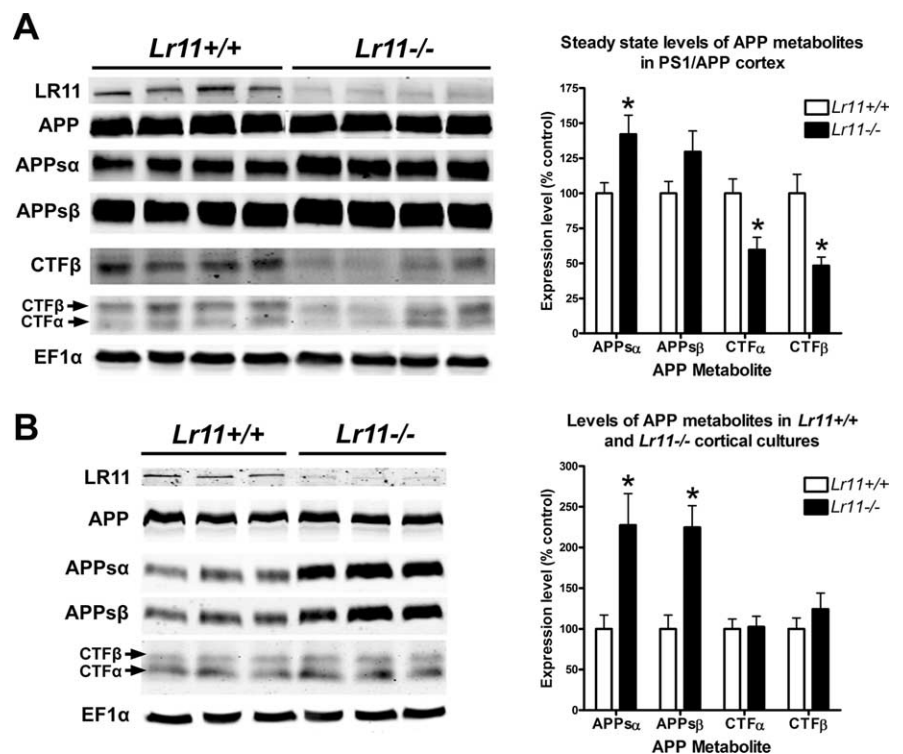 A
Lr11+/+ Lr11-/-
LR11
APP
APPsα
APPsβ
CTFβ
CTFβ
CTFα
EF1α
Steady state levels of APP metabolites
in PS1/APP cortex
Expression level (% control)
175
150
125
100
75
50
25
0
* * *
Lr11+/+
Lr11-/-
APPsα APPsβ CTFα CTFβ
APP Metabolite
B
Lr11+/+ Lr11-/-
LR11
APP
APPsα
APPsβ
CTFβ
CTFα
EF1α
Levels of APP metabolites in Lr11+/+
and Lr11-/- cortical cultures
Expression level (% control)
300
250
200
150
100
50
0
* *
Lr11+/+
Lr11-/-
APPsα APPsβ CTFα CTFβ
APP Metabolite